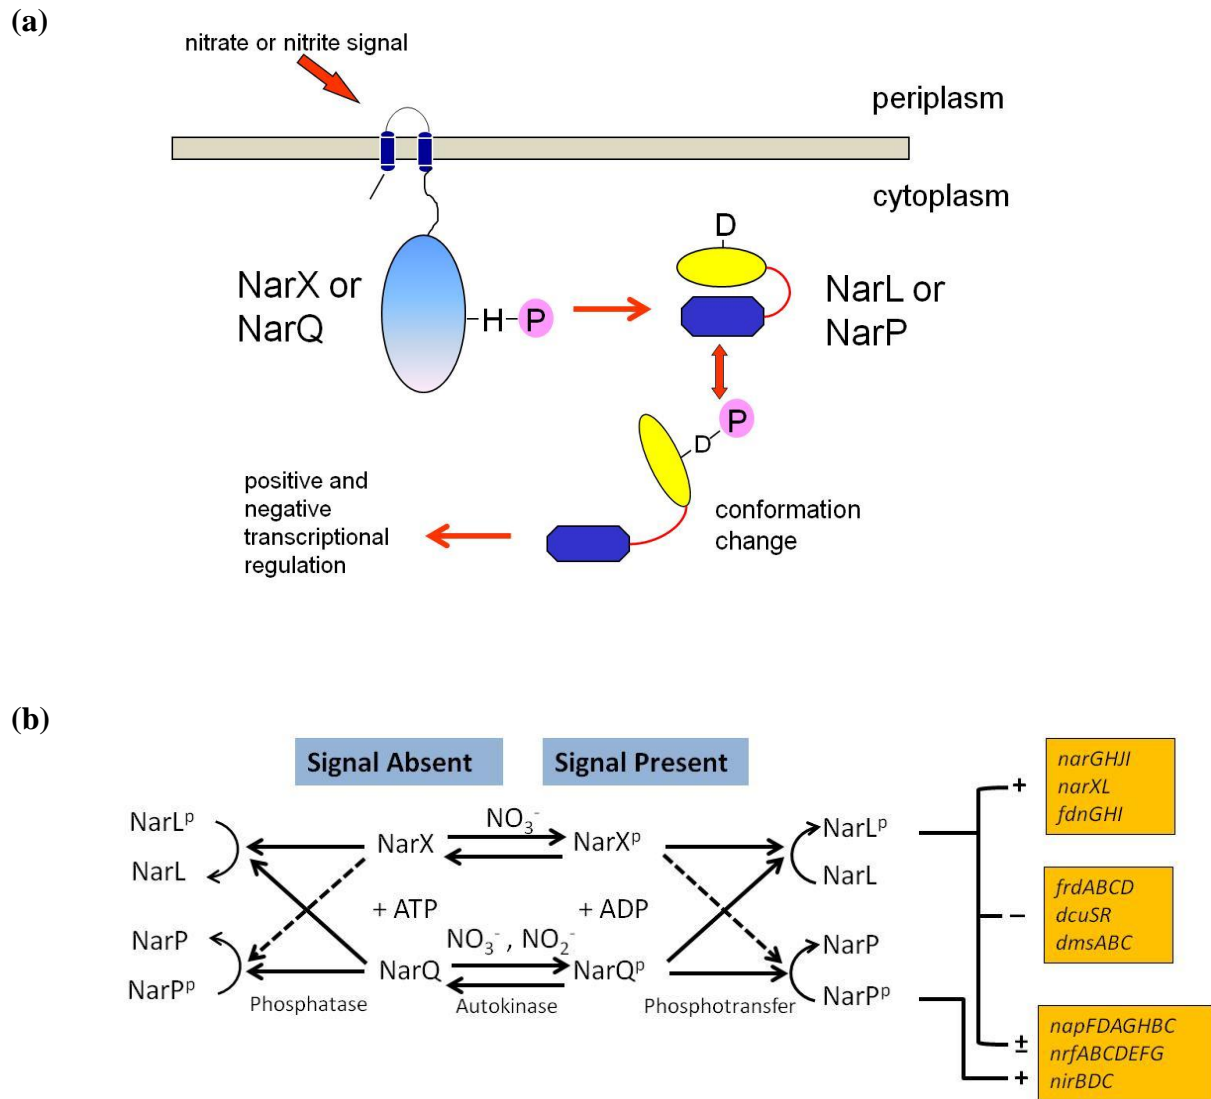 (a)
nitrate or nitrite signal
periplasm
cytoplasm
D
NarX or
NarQ
H
P
NarL or
NarP
P
D
positive and
negative
transcriptional
regulation
conformation
change
(b)
Signal Absent
Signal Present
narGHJI
narXL
fdnGHI
+
NarLᵖ
NarL
NarX
NO₃⁻
NarXᵖ
NarLᵖ
NarL
+ ATP
+ ADP
frdABCD
dcuSR
dmsABC
–
NarP
NarPᵖ
NO₃⁻ , NO₂⁻
NarQ
NarQᵖ
NarP
NarPᵖ
Phosphatase
Autokinase
Phosphotransfer
±
+
napFDAGHBC
nrfABCDEFG
nirBDC